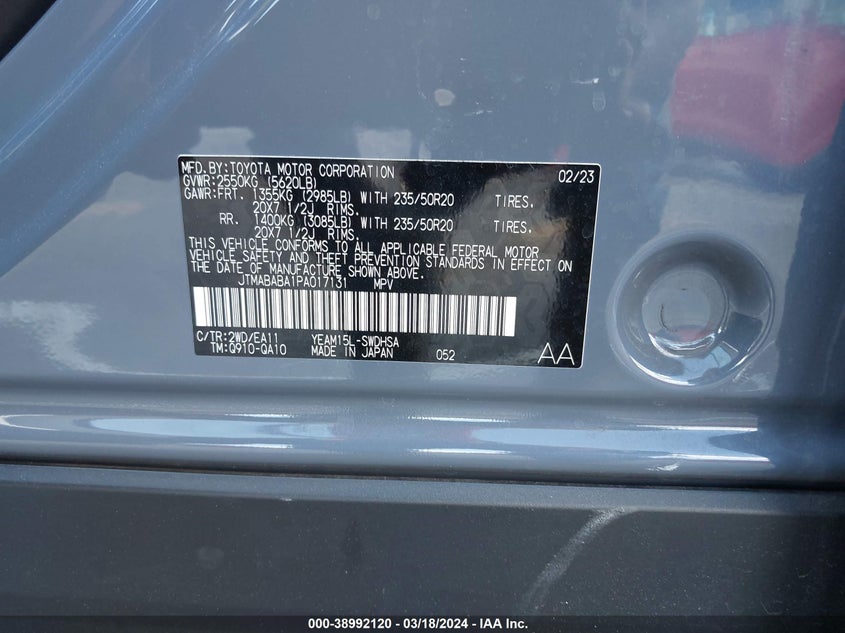 MFD.BY:TOYOTA MOTOR CORPORATION 02/23
GVWR:2550KG (5620LB)
GAWR:FRT. 1355KG (2985LB) WITH 235/50R20 TIRES.
20X7 1/2J RIMS.
RR. 1400KG (3085LB) WITH 235/50R20 TIRES.
20X7 1/2J RIMS.
THIS VEHICLE CONFORMS TO ALL APPLICABLE FEDERAL MOTOR
VEHICLE SAFETY AND THEFT PREVENTION STANDARDS IN EFFECT ON
THE DATE OF MANUFACTURE SHOWN ABOVE.
JTMABABA1PA017131 MPV
C/TR:2WD/EA11 YEAM15L-SWDHSA
TM:Q910-QA10 MADE IN JAPAN 052 AA
000-38992120 - 03/18/2024 - IAA Inc.